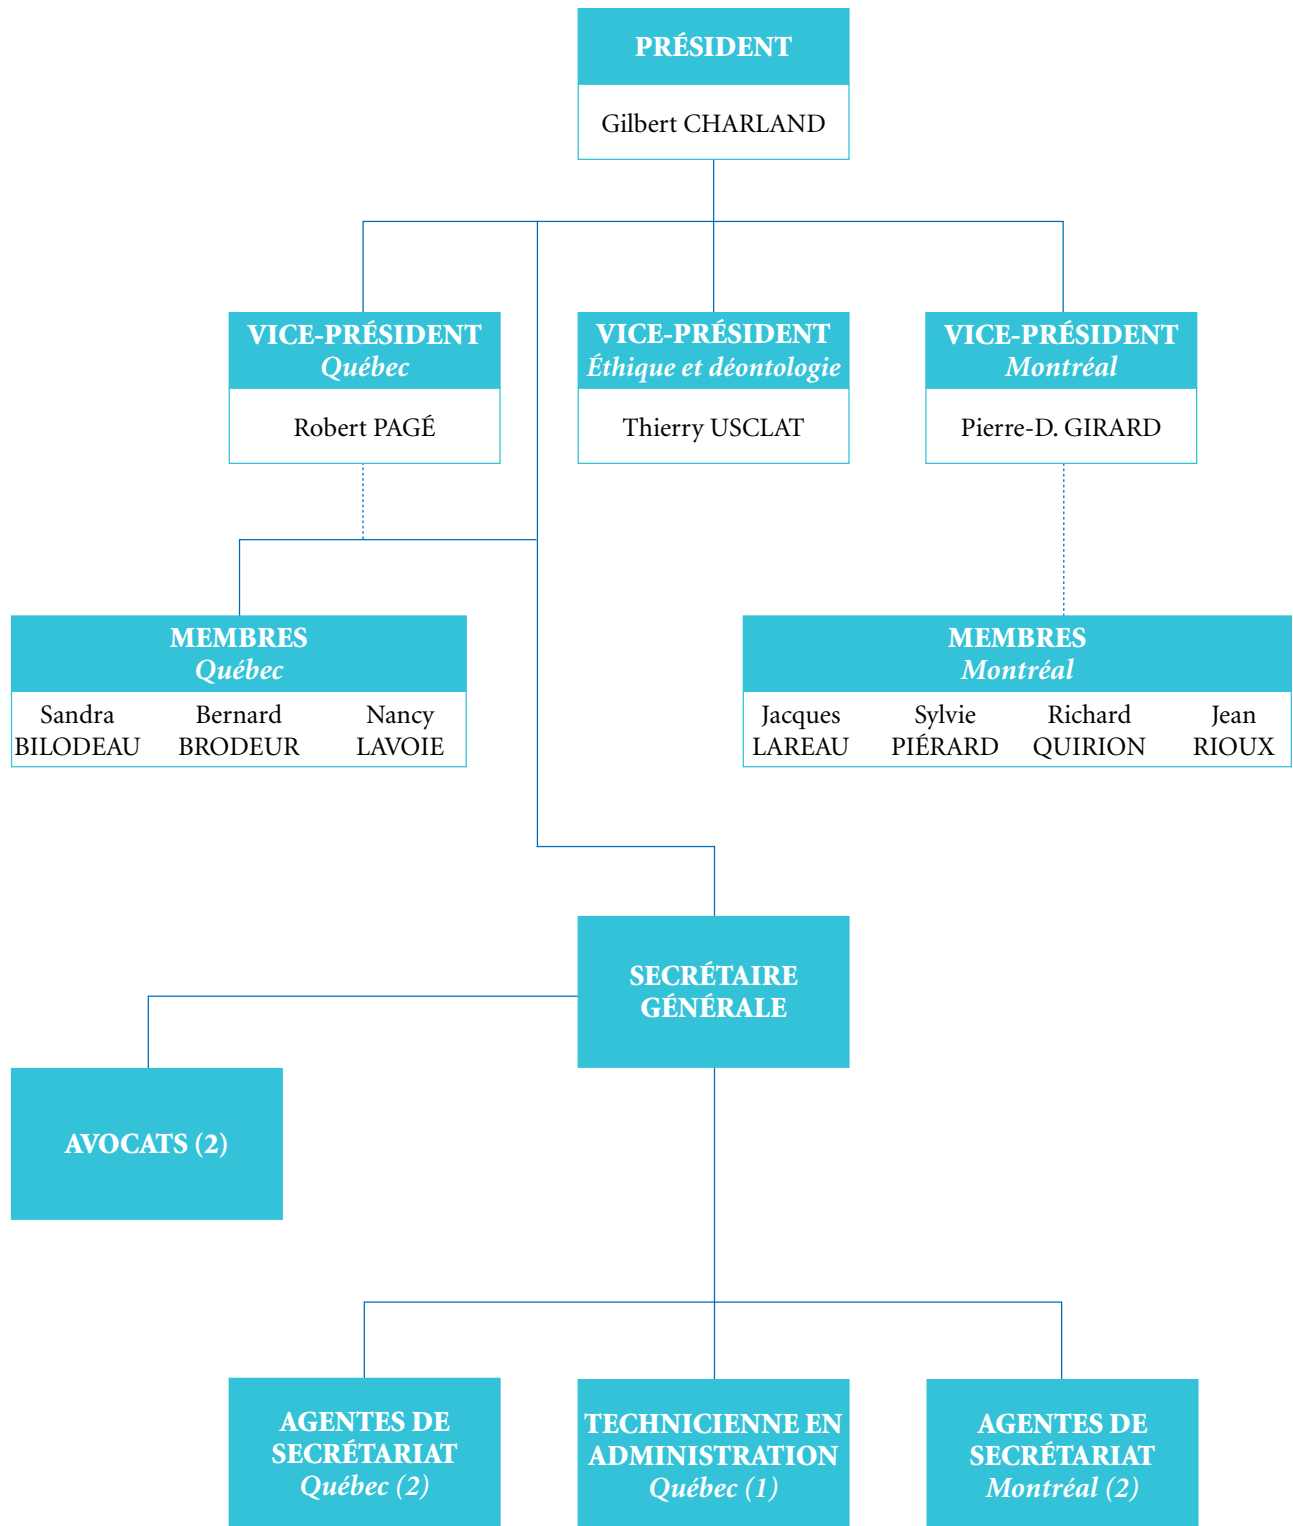 PRÉSIDENT
Gilbert CHARLAND
VICE-PRÉSIDENT
Québec
Robert PAGÉ
VICE-PRÉSIDENT
Éthique et déontologie
Thierry USCLAT
VICE-PRÉSIDENT
Montréal
Pierre-D. GIRARD
MEMBRES
Québec
Sandra
BILODEAU
Bernard
BRODEUR
Nancy
LAVOIE
MEMBRES
Montréal
Jacques
LAREAU
Sylvie
PIÉRARD
Richard
QUIRION
Jean
RIOUX
SECRÉTAIRE
GÉNÉRALE
AVOCATS (2)
AGENTES DE
SECRÉTARIAT
Québec (2)
TECHNICIENNE EN
ADMINISTRATION
Québec (1)
AGENTES DE
SECRÉTARIAT
Montréal (2)